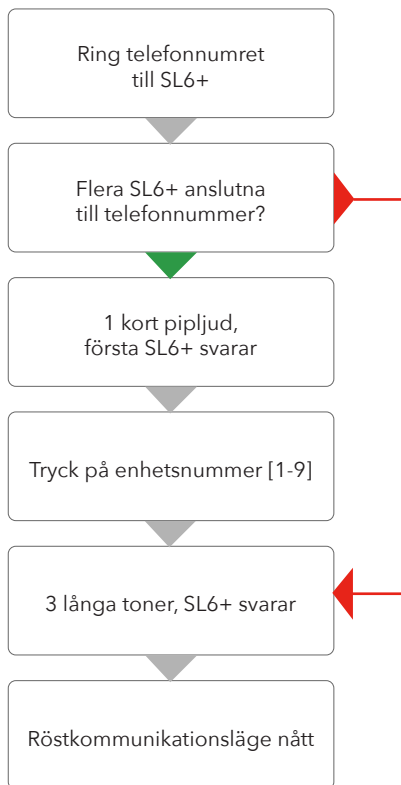 Ring telefonnumret
till SL6+
Flera SL6+ anslutna
till telefonnummer?
1 kort pipljud,
första SL6+ svarar
Tryck på enhetsnummer [1-9]
3 långa toner, SL6+ svarar
Röstkommunikationsläge nått